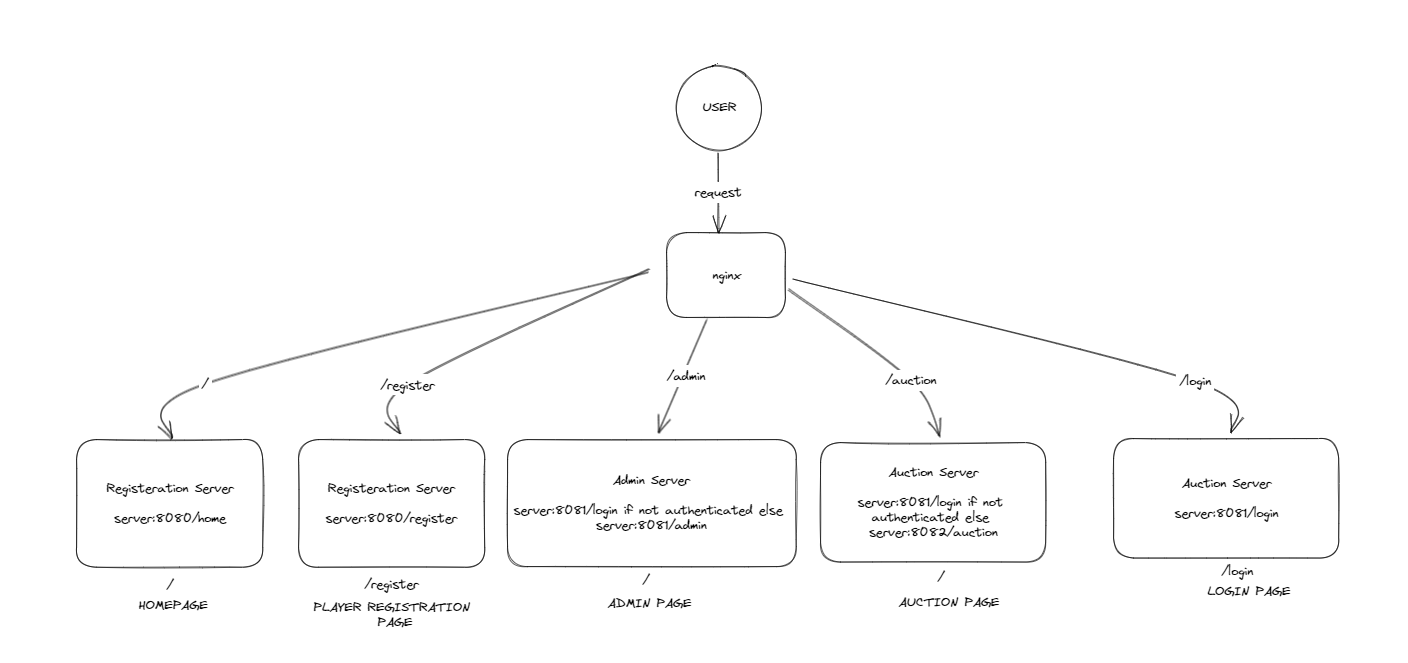 USER
request
nginx
/
/register
/admin
/auction
/login
Registeration Server
server:8080/home
Registeration Server
server:8080/register
Admin Server
server:8081/login if not authenticated else
server:8081/admin
Auction Server
server:8081/login if not
authenticated else
server:8082/auction
Auction Server
server:8081/login
/
HOMEPAGE
/register
PLAYER REGISTRATION
PAGE
/
ADMIN PAGE
/
AUCTION PAGE
/login
LOGIN PAGE